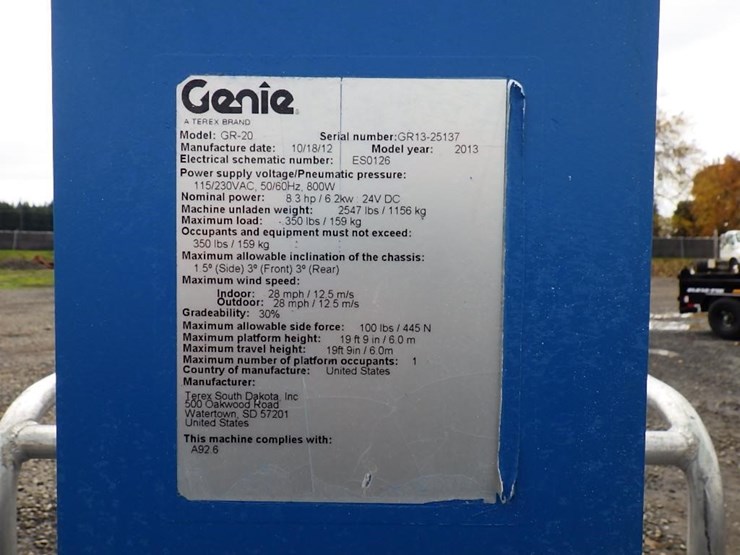 Genie
A TEREX BRAND
Model: GR-20 Serial number:GR13-25137
Manufacture date: 10/18/12 Model year: 2013
Electrical schematic number: ES0126
Power supply voltage/Pneumatic pressure:
115/230VAC, 50/60Hz, 800W
Nominal power: 8.3 hp / 6.2kw 24V DC
Machine unladen weight: 2547 lbs / 1156 kg
Maximum load: 350 lbs / 159 kg
Occupants and equipment must not exceed:
350 lbs / 159 kg
Maximum allowable inclination of the chassis:
1.5º (Side) 3º (Front) 3º (Rear)
Maximum wind speed:
Indoor: 28 mph / 12.5 m/s
Outdoor: 28 mph / 12.5 m/s
Gradeability: 30%
Maximum allowable side force: 100 lbs / 445 N
Maximum platform height: 19 ft 9 in / 6.0 m
Maximum travel height: 19ft 9in / 6.0m
Maximum number of platform occupants: 1
Country of manufacture: United States
Manufacturer:
Terex South Dakota, Inc
500 Oakwood Road
Watertown, SD 57201
United States
This machine complies with:
A92.6